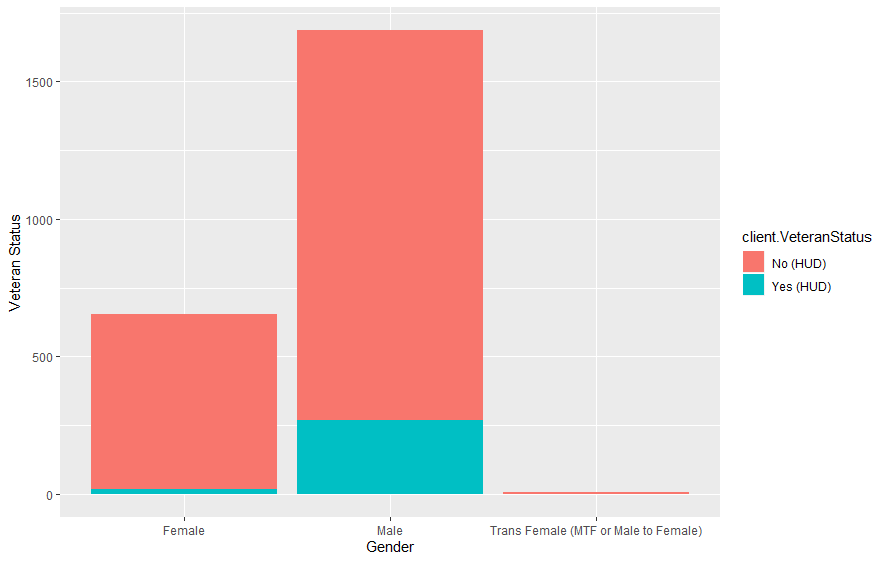 1500
1000
500
0
Veteran Status
Female
Male
Trans Female (MTF or Male to Female)
Gender
client.VeteranStatus
No (HUD)
Yes (HUD)